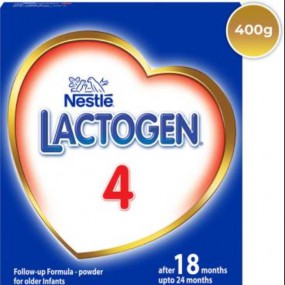 400g
Nestlé
LACTOGEN
4
Follow-up Formula - powder
for older Infants
after 18 months
upto 24 months